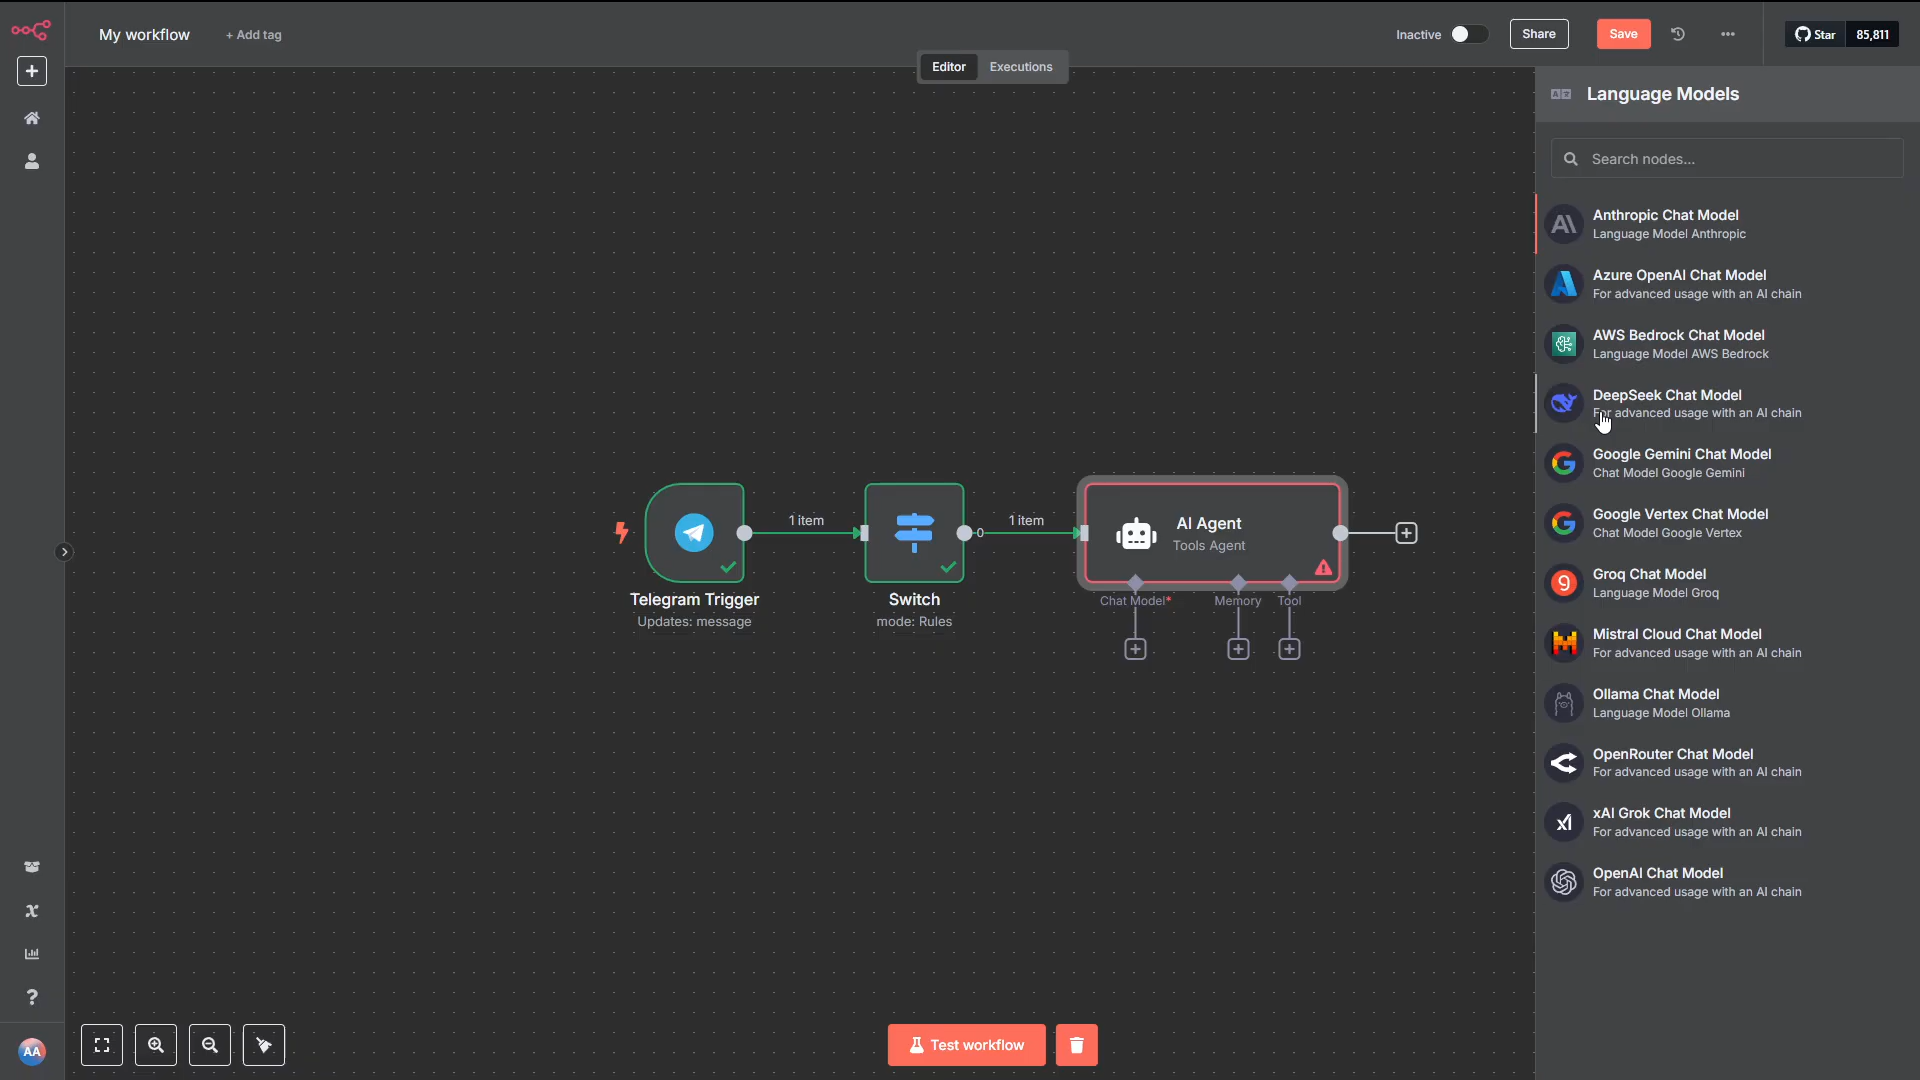 My workflow
+ Add tag
Inactive
Share
Save
Star
85,811
Editor
Executions
Language Models
Search nodes...
Anthropic Chat Model
Language Model Anthropic
Azure OpenAI Chat Model
For advanced usage with an AI chain
AWS Bedrock Chat Model
Language Model AWS Bedrock
DeepSeek Chat Model
For advanced usage with an AI chain
Google Gemini Chat Model
Chat Model Google Gemini
Google Vertex Chat Model
Chat Model Google Vertex
Groq Chat Model
Language Model Groq
Mistral Cloud Chat Model
For advanced usage with an AI chain
Ollama Chat Model
Language Model Ollama
OpenRouter Chat Model
For advanced usage with an AI chain
xAI Grok Chat Model
For advanced usage with an AI chain
OpenAI Chat Model
For advanced usage with an AI chain
1 item
0
1 item
AI Agent
Tools Agent
Telegram Trigger
Updates: message
Switch
mode: Rules
Chat Model*
Memory
Tool
AA
Test workflow